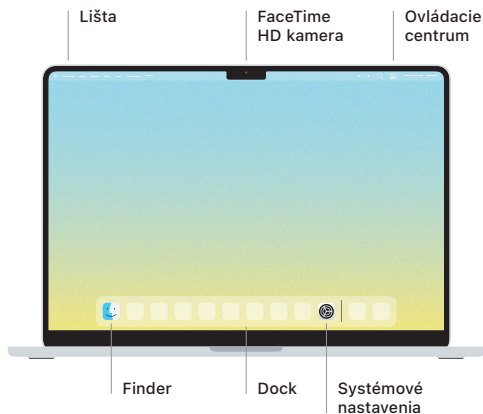 Lišta
FaceTime
HD kamera
Ovládacie
centrum
Finder
Dock
Systémové
nastavenia